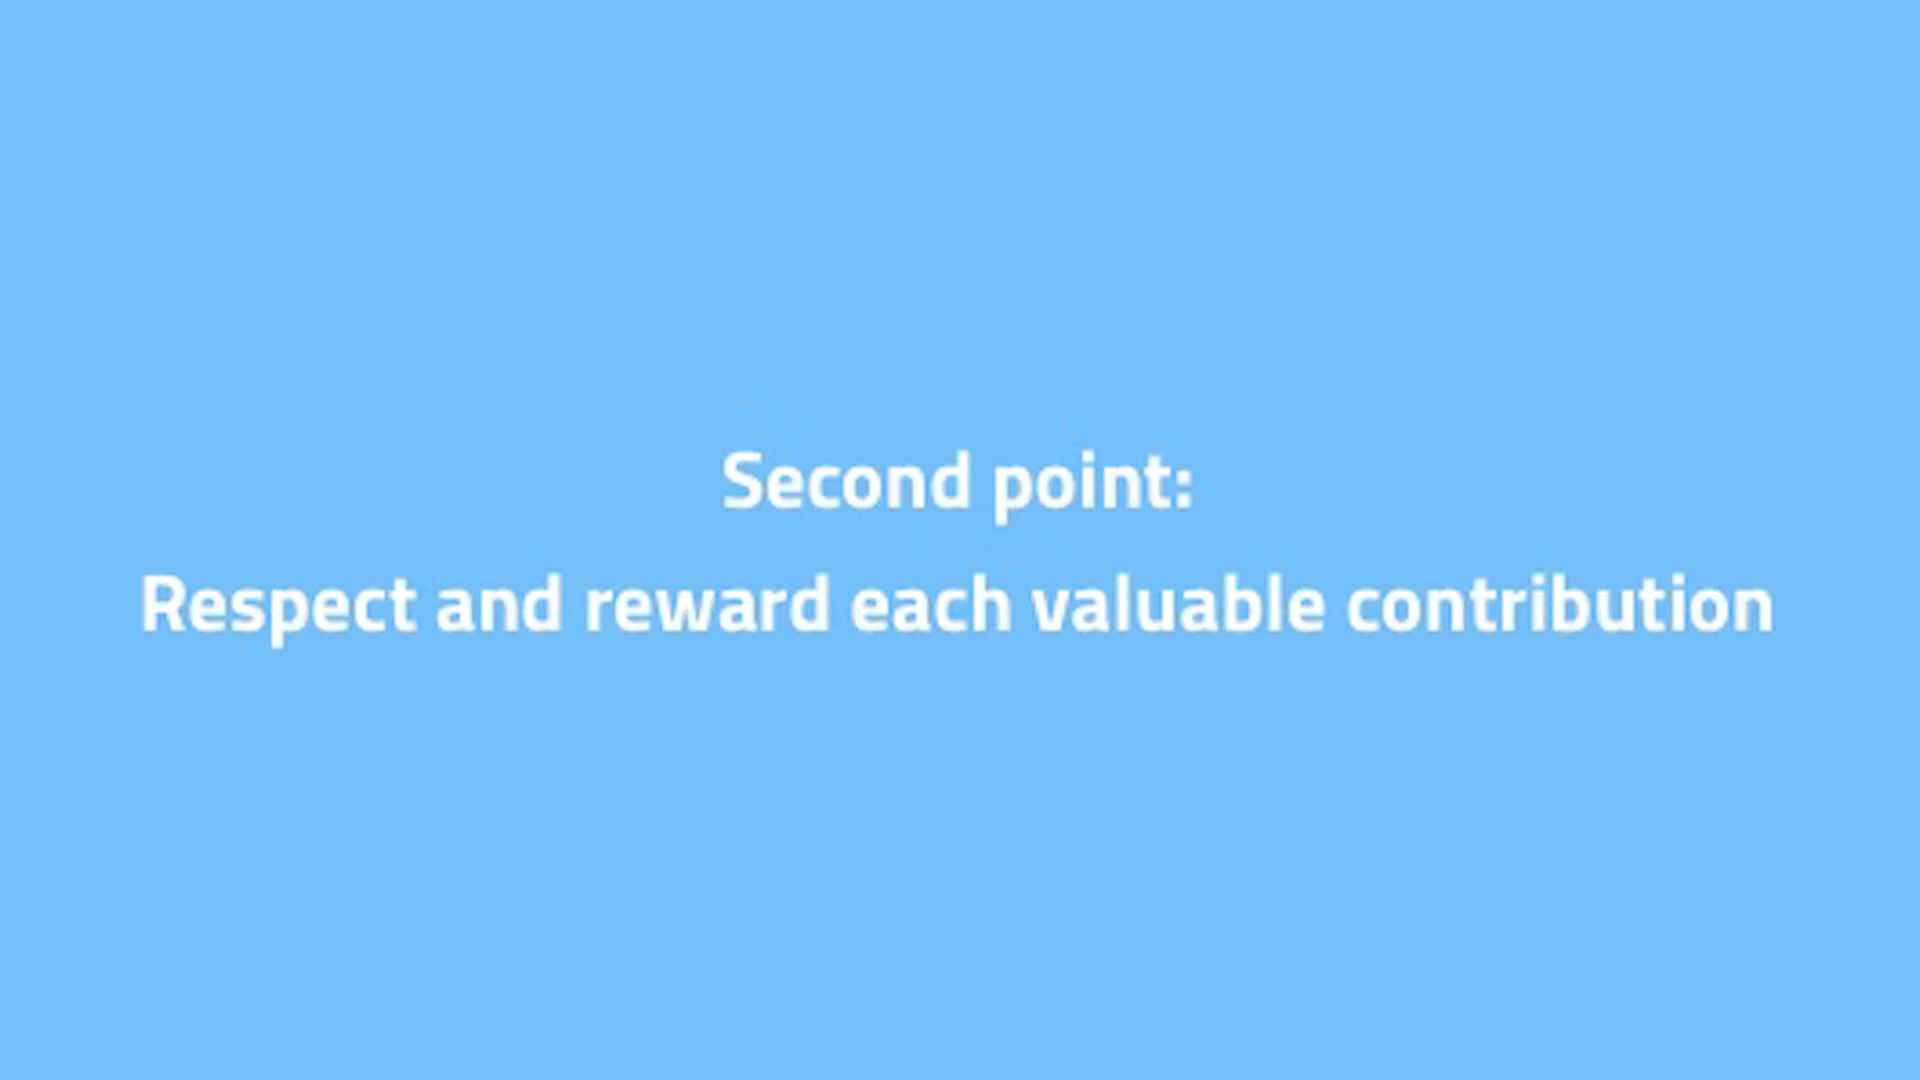 Second point:
Respect and reward each valuable contribution